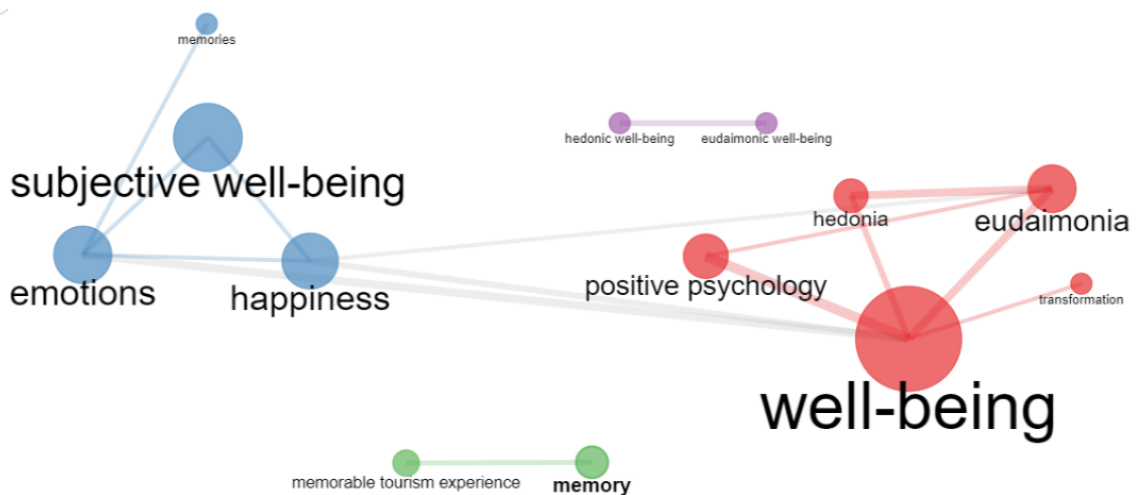 memories
hedonic well-being
eudaimonic well-being
subjective well-being
hedonia
eudaimonia
emotions
happiness
positive psychology
transformation
well-being
memorable tourism experience
memory